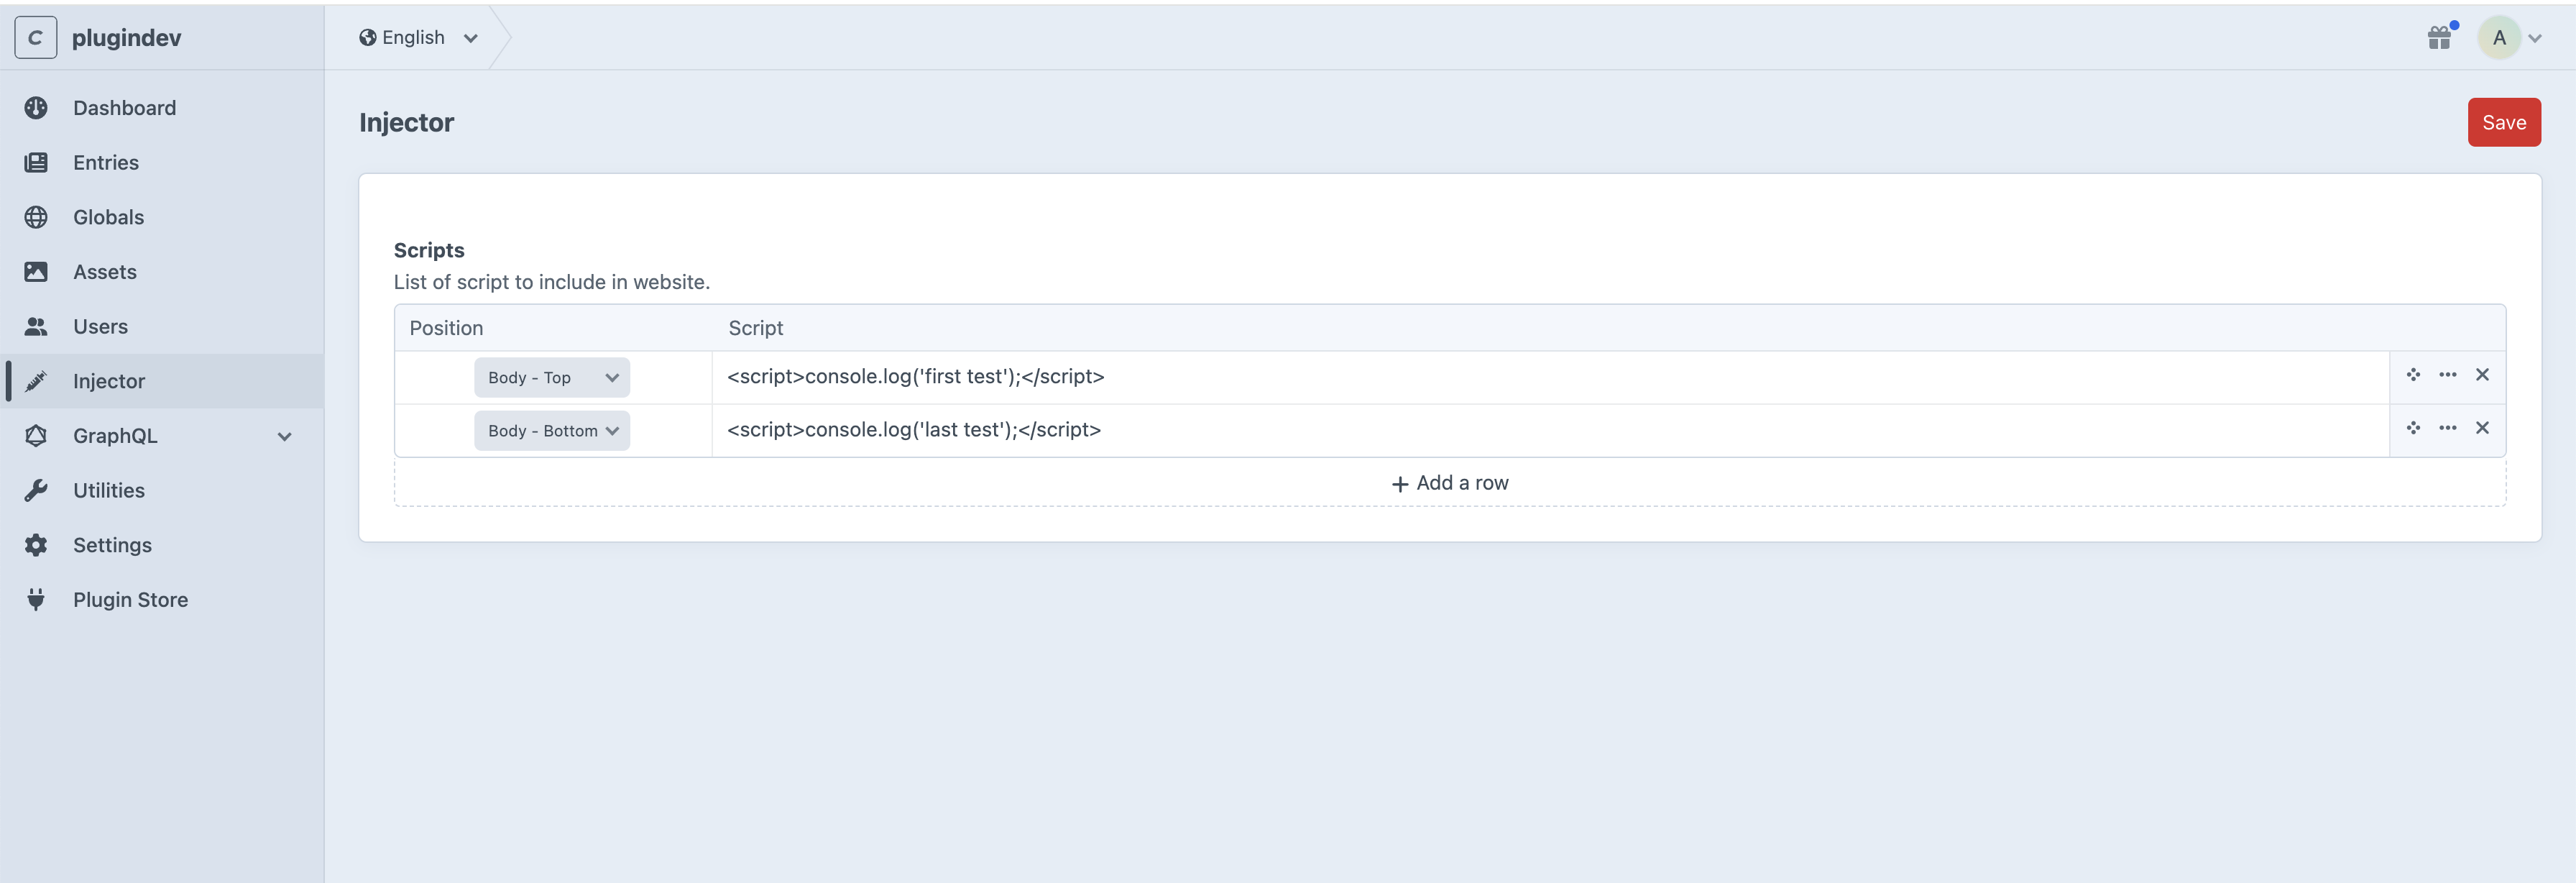 C plugindev
English
A
Dashboard
Entries
Globals
Assets
Users
Injector
GraphQL
Utilities
Settings
Plugin Store
Injector
Save
Scripts
List of script to include in website.
Position Script
Body - Top <script>console.log('first test');</script>
Body - Bottom <script>console.log('last test');</script>
+ Add a row